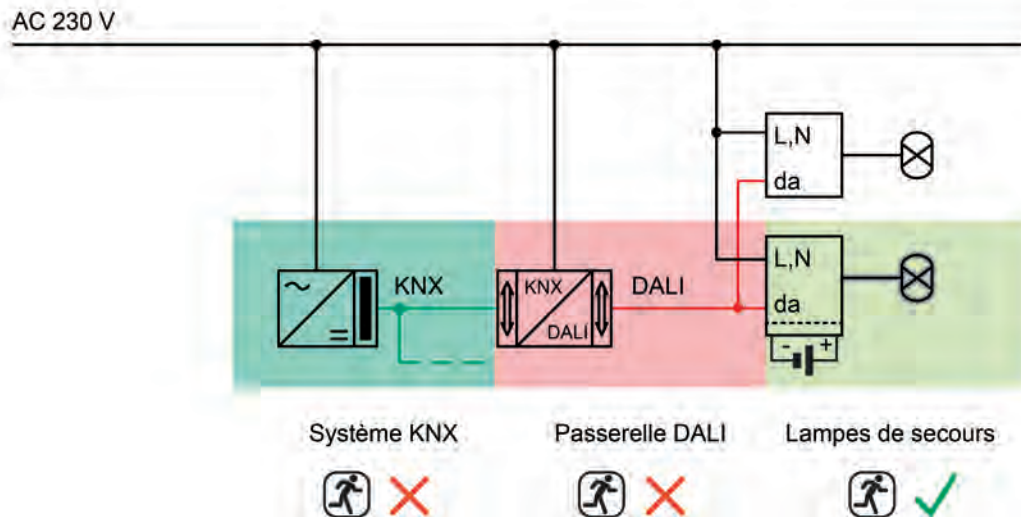 AC 230 V
L,N
da
L,N
da
KNX
KNX
DALI
DALI
- +
Système KNX
Passerelle DALI
Lampes de secours